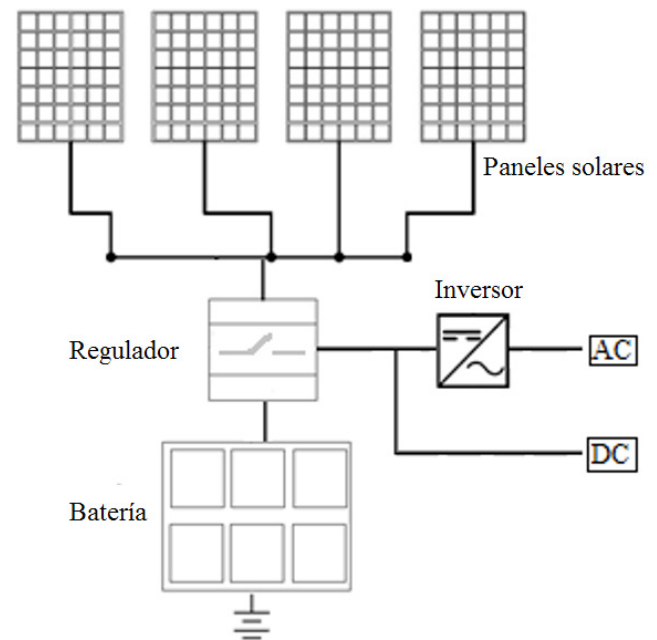 Paneles solares
Inversor
Regulador
AC
DC
Batería